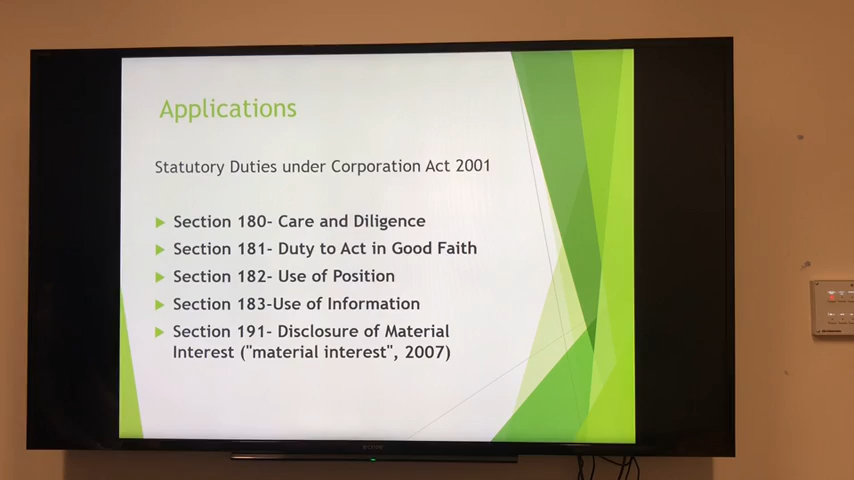 Applications
Statutory Duties under Corporation Act 2001
Section 180- Care and Diligence
Section 181- Duty to Act in Good Faith
Section 182- Use of Position
Section 183-Use of Information
Section 191- Disclosure of Material
Interest ("material interest", 2007)